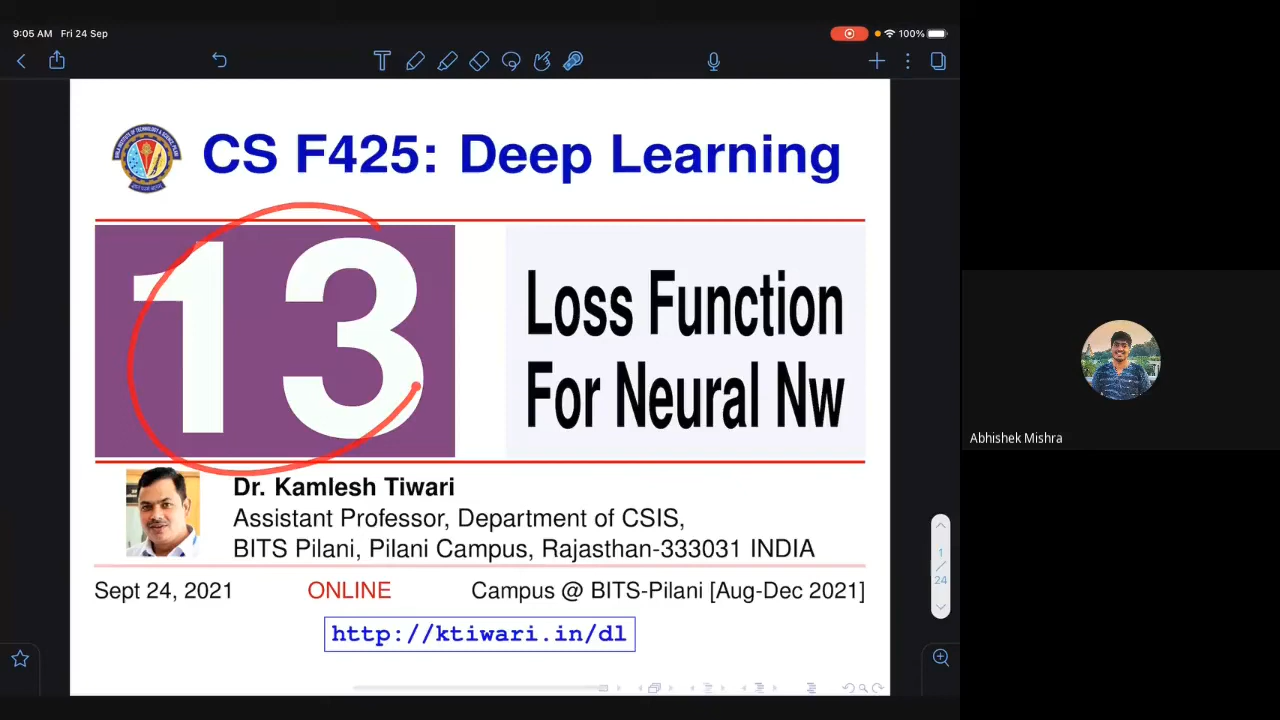 9:05 AM Fri 24 Sep
100%
CS F425: Deep Learning
13
Loss Function
For Neural Nw
Dr. Kamlesh Tiwari
Assistant Professor, Department of CSIS,
BITS Pilani, Pilani Campus, Rajasthan-333031 INDIA
Sept 24, 2021 ONLINE Campus @ BITS-Pilani [Aug-Dec 2021]
http://ktiwari.in/dl
1
/
24
Abhishek Mishra